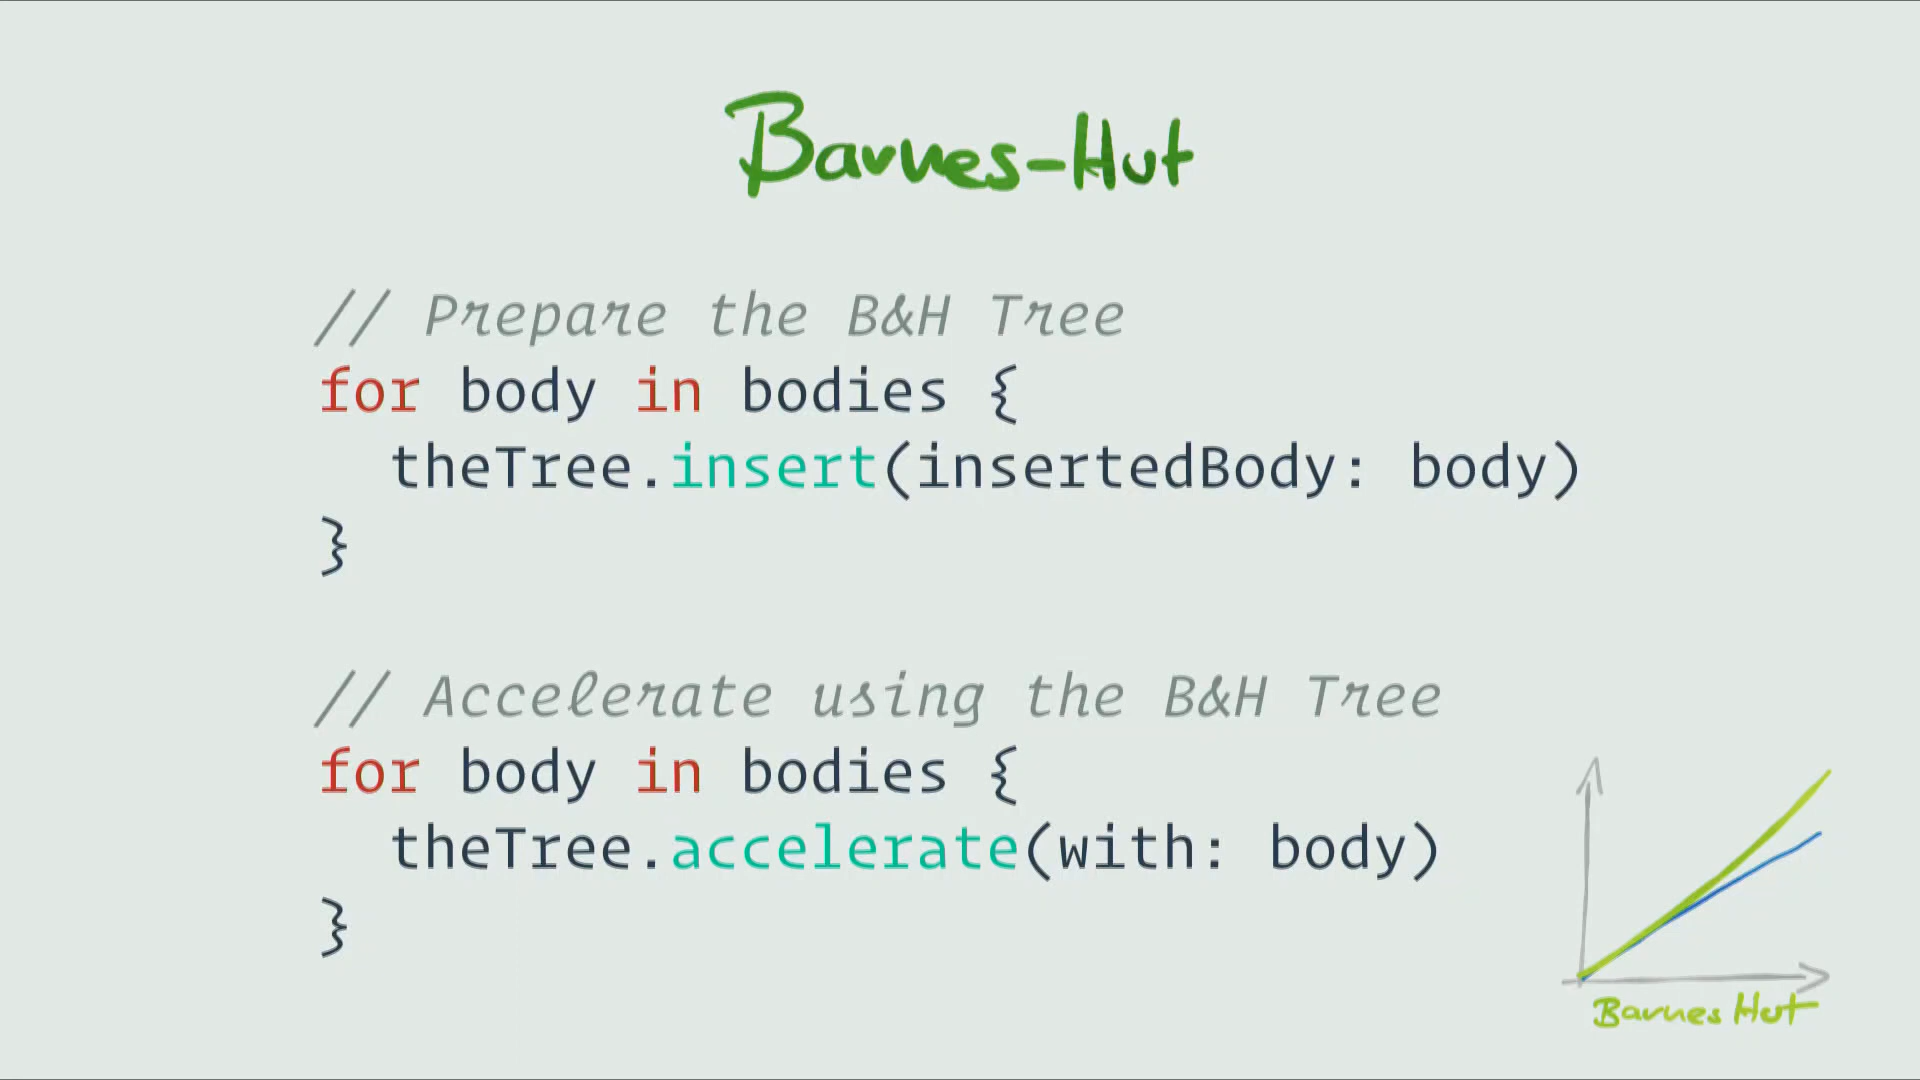 Barnes-Hut
// Prepare the B&H Tree
for body in bodies {
  theTree.insert(insertedBody: body)
}
// Accelerate using the B&H Tree
for body in bodies {
  theTree.accelerate(with: body)
}
Barnes Hut